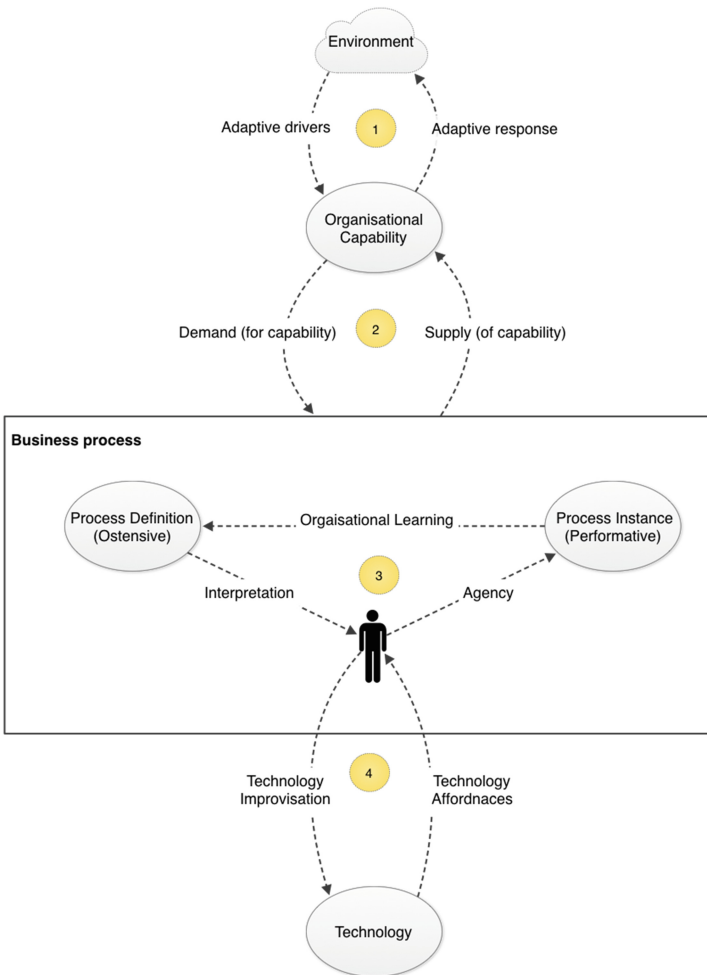 Environment
Adaptive drivers
1
Adaptive response
Organisational
Capability
Demand (for capability)
2
Supply (of capability)
Business process
Process Definition
(Ostensive)
Orgaisational Learning
Process Instance
(Performative)
3
Interpretation
Agency
4
Technology
Improvisation
Technology
Affordnaces
Technology